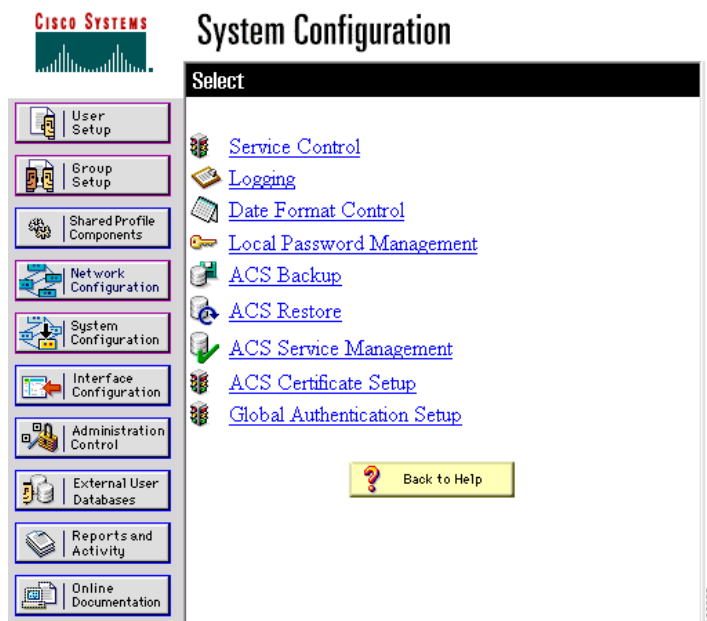 CISCO SYSTEMS
System Configuration
Select
User
Setup
Group
Setup
Shared Profile
Components
Network
Configuration
System
Configuration
Interface
Configuration
Administration
Control
External User
Databases
Reports and
Activity
Online
Documentation
Service Control
Logging
Date Format Control
Local Password Management
ACS Backup
ACS Restore
ACS Service Management
ACS Certificate Setup
Global Authentication Setup
Back to Help